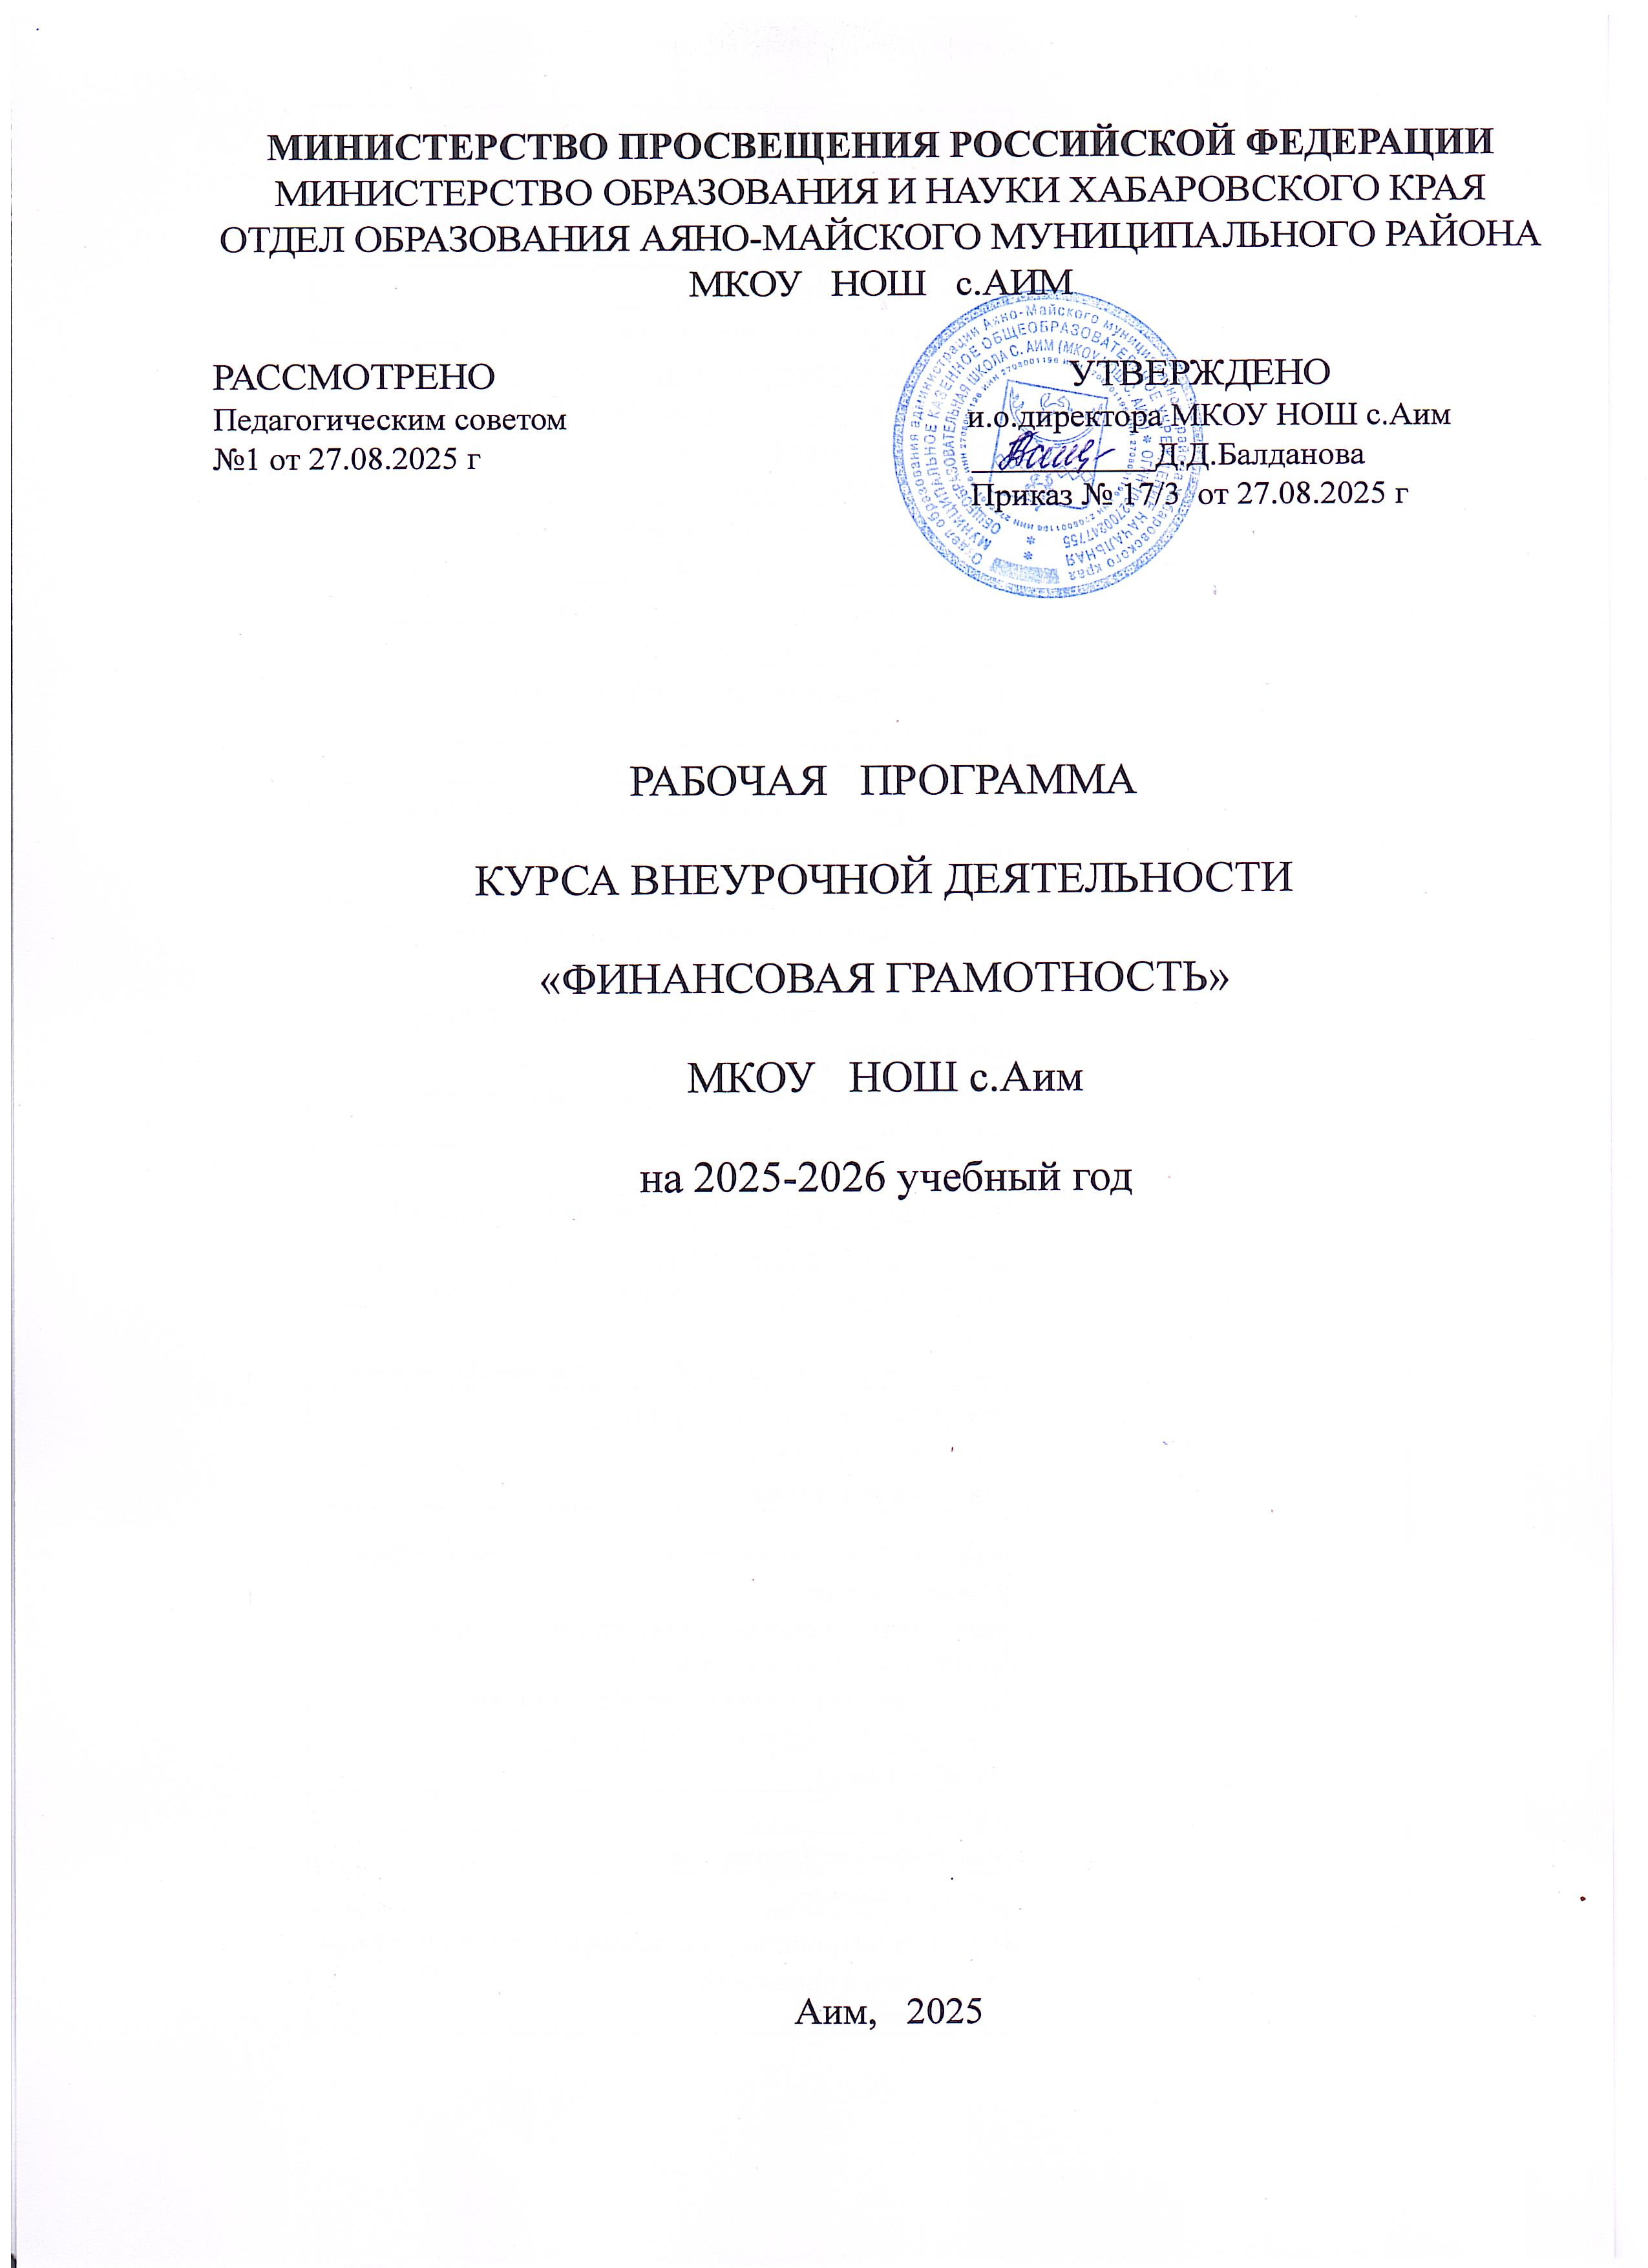 МИНИСТЕРСТВО ПРОСВЕЩЕНИЯ РОССИЙСКОЙ ФЕДЕРАЦИИ
МИНИСТЕРСТВО ОБРАЗОВАНИЯ И НАУКИ ХАБАРОВСКОГО КРАЯ
ОТДЕЛ ОБРАЗОВАНИЯ АЯНО-МАЙСКОГО МУНИЦИПАЛЬНОГО РАЙОНА
МКОУ НОШ с.АИМ
РАССМОТРЕНО
Педагогическим советом
№1 от 27.08.2025 г
УТВЕРЖДЕНО
и.о.директора МКОУ НОШ с.Аим
Д.Д.Балданова
Приказ № 17/3 от 27.08.2025 г
РАБОЧАЯ ПРОГРАММА
КУРСА ВНЕУРОЧНОЙ ДЕЯТЕЛЬНОСТИ
«ФИНАНСОВАЯ ГРАМОТНОСТЬ»
МКОУ НОШ с.Аим
на 2025-2026 учебный год
Аим, 2025